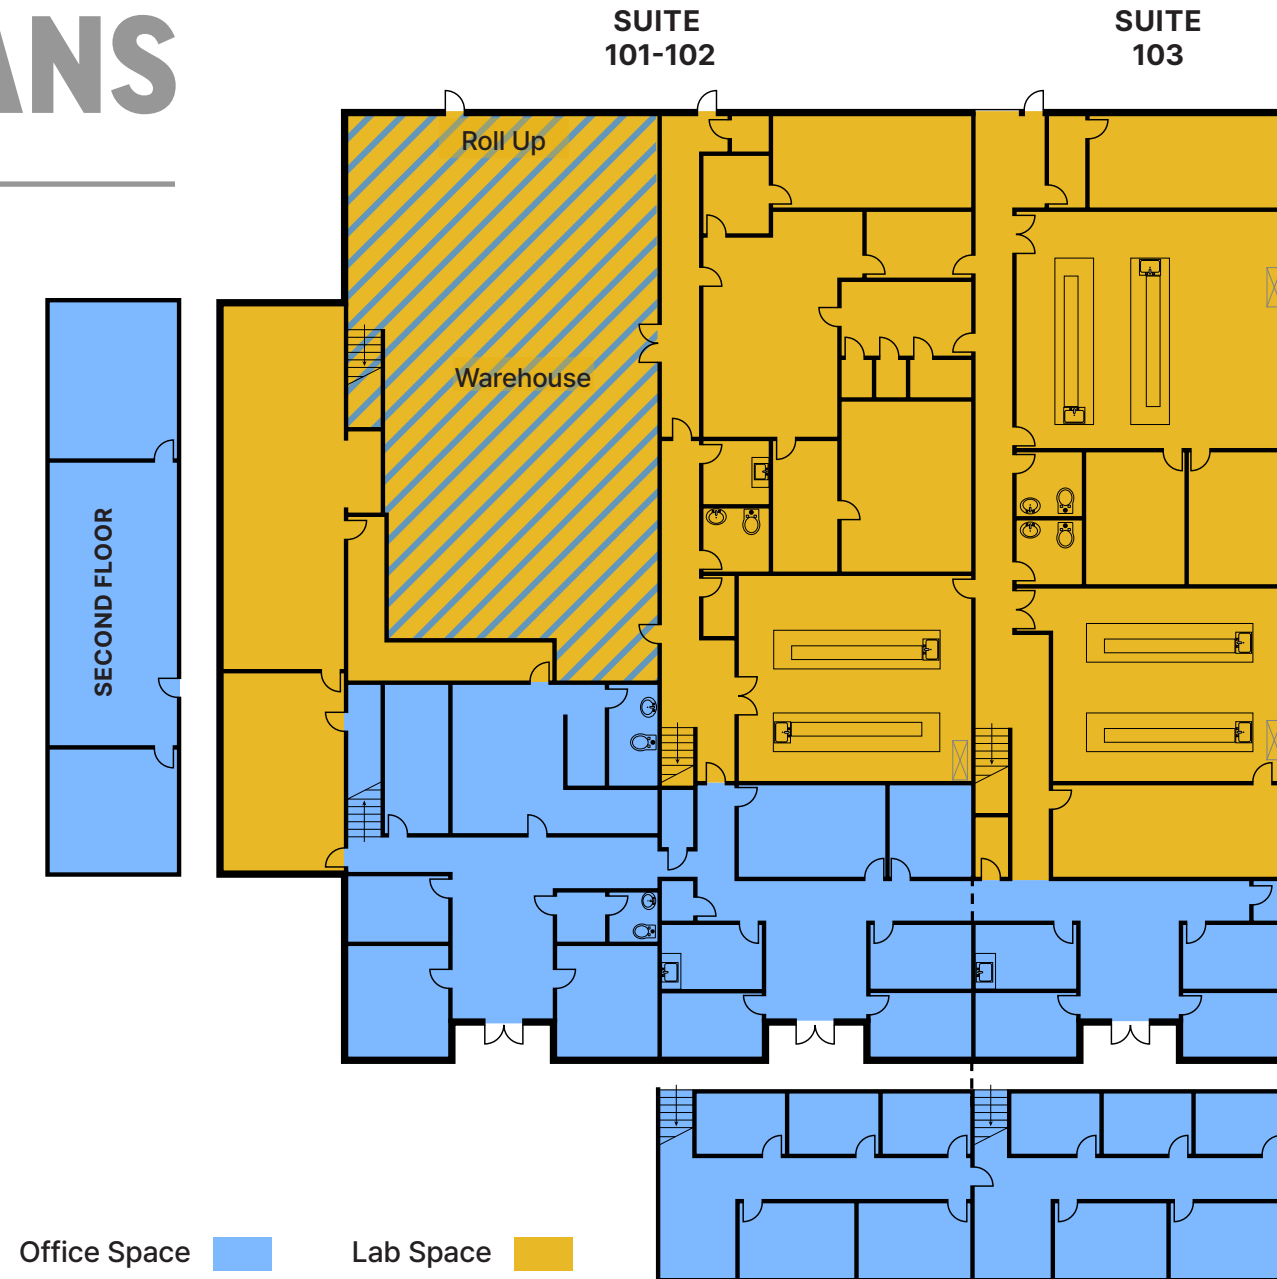 ANS
SUITE
101-102
SUITE
103
Roll Up
Warehouse
SECOND FLOOR
Office Space
Lab Space